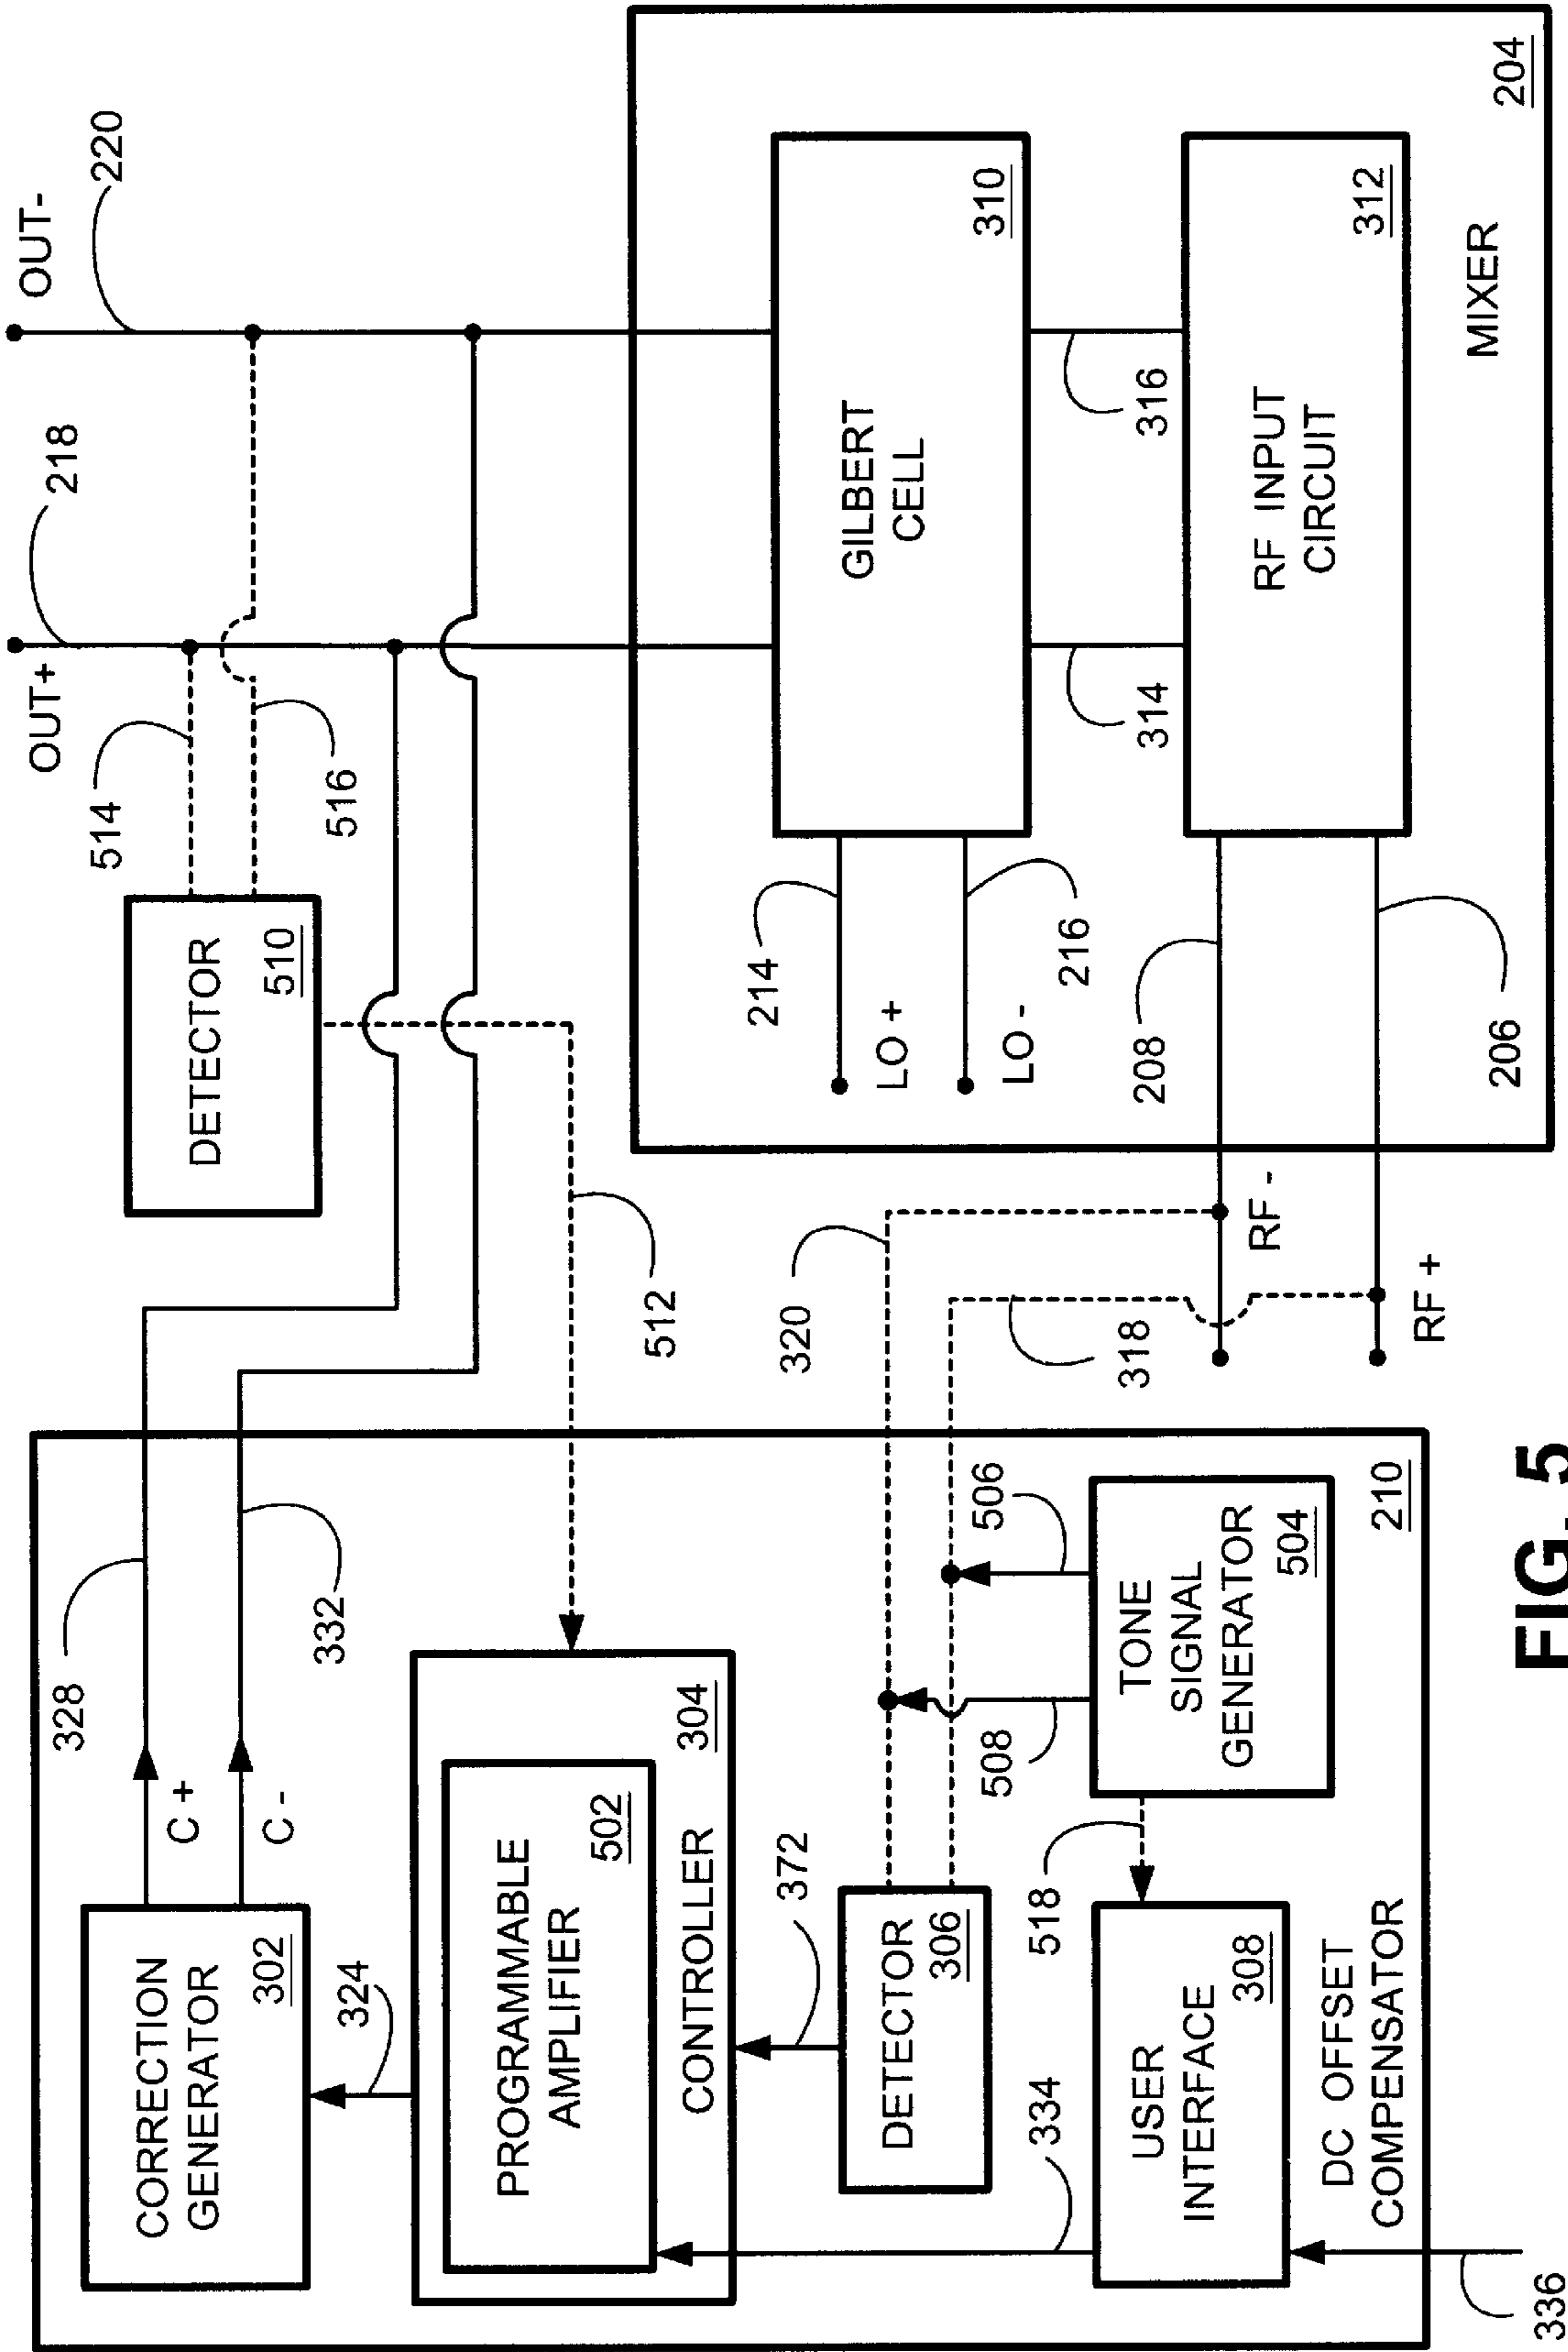 CORRECTION
GENERATOR
302
C +
C -
328
332
324
PROGRAMMABLE
AMPLIFIER
502
CONTROLLER
304
372
DETECTOR
306
334
USER
INTERFACE
308
518
TONE
SIGNAL
GENERATOR
504
506
508
DC OFFSET
COMPENSATOR
210
336
DETECTOR
510
512
514
516
OUT+
218
OUT-
220
320
318
RF -
RF +
208
206
214
LO +
LO -
216
GILBERT
CELL
310
314
316
RF INPUT
CIRCUIT
312
MIXER
204
FIG. 5